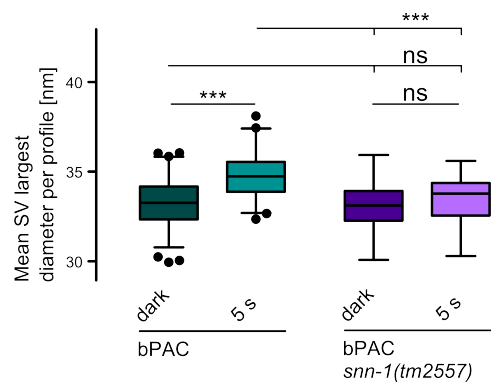 ***
ns
***
ns
40
35
30
Mean SV largest
diameter per profile [nm]
dark
5 s
dark
5 s
bPAC
bPAC
snn-1(tm2557)